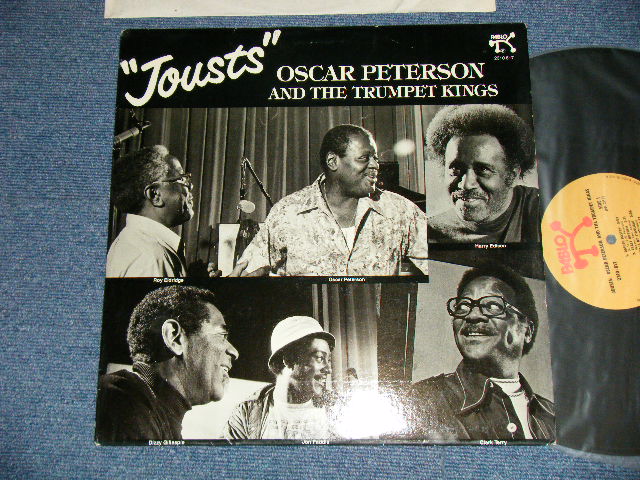 "Jousts"
OSCAR PETERSON
AND THE TRUMPET KINGS
PABLO
Roy Eldridge
Oscar Peterson
Harry Edison
Dizzy Gillespie
Jon Faddis
Clark Terry
PABLO